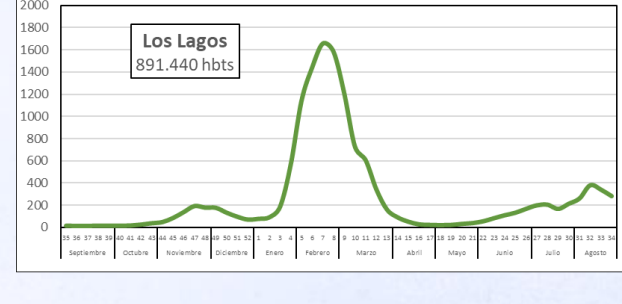 2000
1800
1600
1400
1200
1000
800
600
400
200
0
Los Lagos
891.440 hbts
35 36 37 38 39 40 41 42 43 44 45 46 47 48 49 50 51 52 1 2 3 4 5 6 7 8 9 10 11 12 13 14 15 16 17 18 19 20 21 22 23 24 25 26 27 28 29 30 31 32 33 34
Septiembre Octubre Noviembre Diciembre Enero Febrero Marzo Abril Mayo Junio Julio Agosto